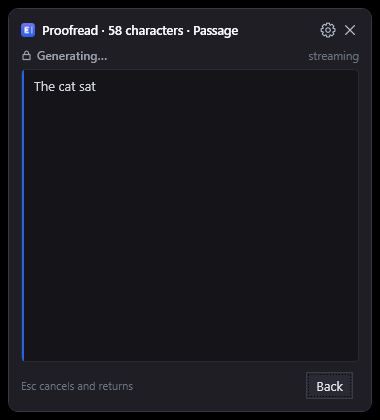 Proofread · 58 characters · Passage
Generating... streaming
The cat sat
Esc cancels and returns Back